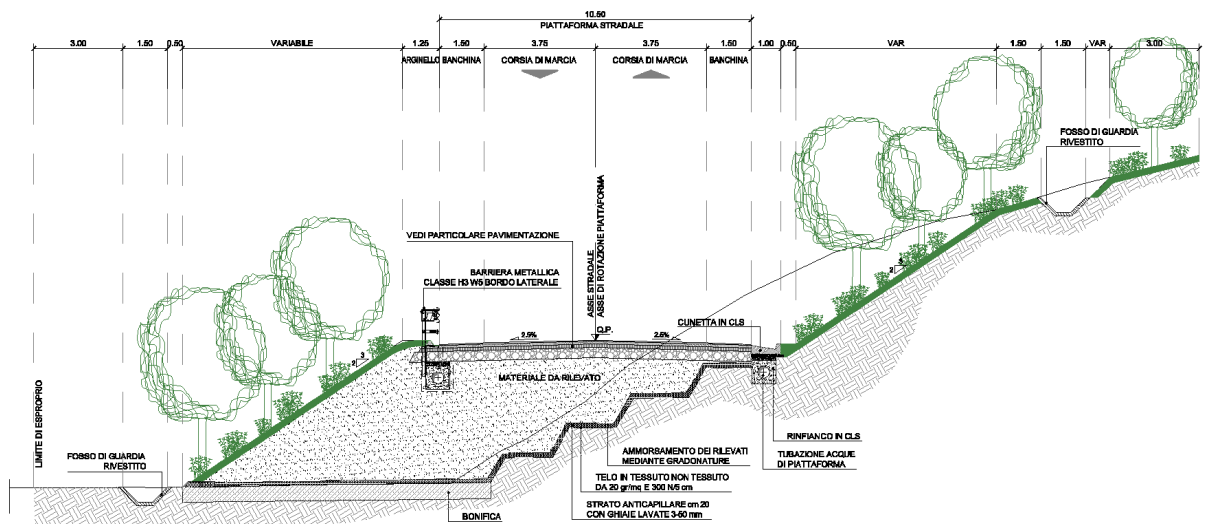 10.50
PIATTAFORMA STRADALE
3.00 1.50 0.50 VARIABILE 1.25 1.50 3.75 3.75 1.50 1.00 0.50 VAR 1.50 1.50 VAR 3.00
ARGINELLO BANCHINA CORSIA DI MARCIA CORSIA DI MARCIA BANCHINA
FOSSO DI GUARDIA
RIVESTITO
VEDI PARTICOLARE PAVIMENTAZIONE
BARRIERA METALLICA
CLASSE H3 W5 BORDO LATERALE
ASSE STRADALE
ASSE DI ROTAZIONE PIATTAFORMA
3
2
Q.P.
CUNETTA IN CLS
2.5% 2.5%
3
2
MATERIALE DA RILEVATO
LIMITE DI ESPROPRIO
RINFIANCO IN CLS
FOSSO DI GUARDIA
RIVESTITO
AMMORSAMENTO DEI RILEVATI
MEDIANTE GRADONATURE
TUBAZIONE ACQUE
DI PIATTAFORMA
TELO IN TESSUTO NON TESSUTO
DA 20 gr/mq E 300 N/5 cm
STRATO ANTICAPILLARE cm 20
CON GHIAIE LAVATE 3-50 mm
BONIFICA